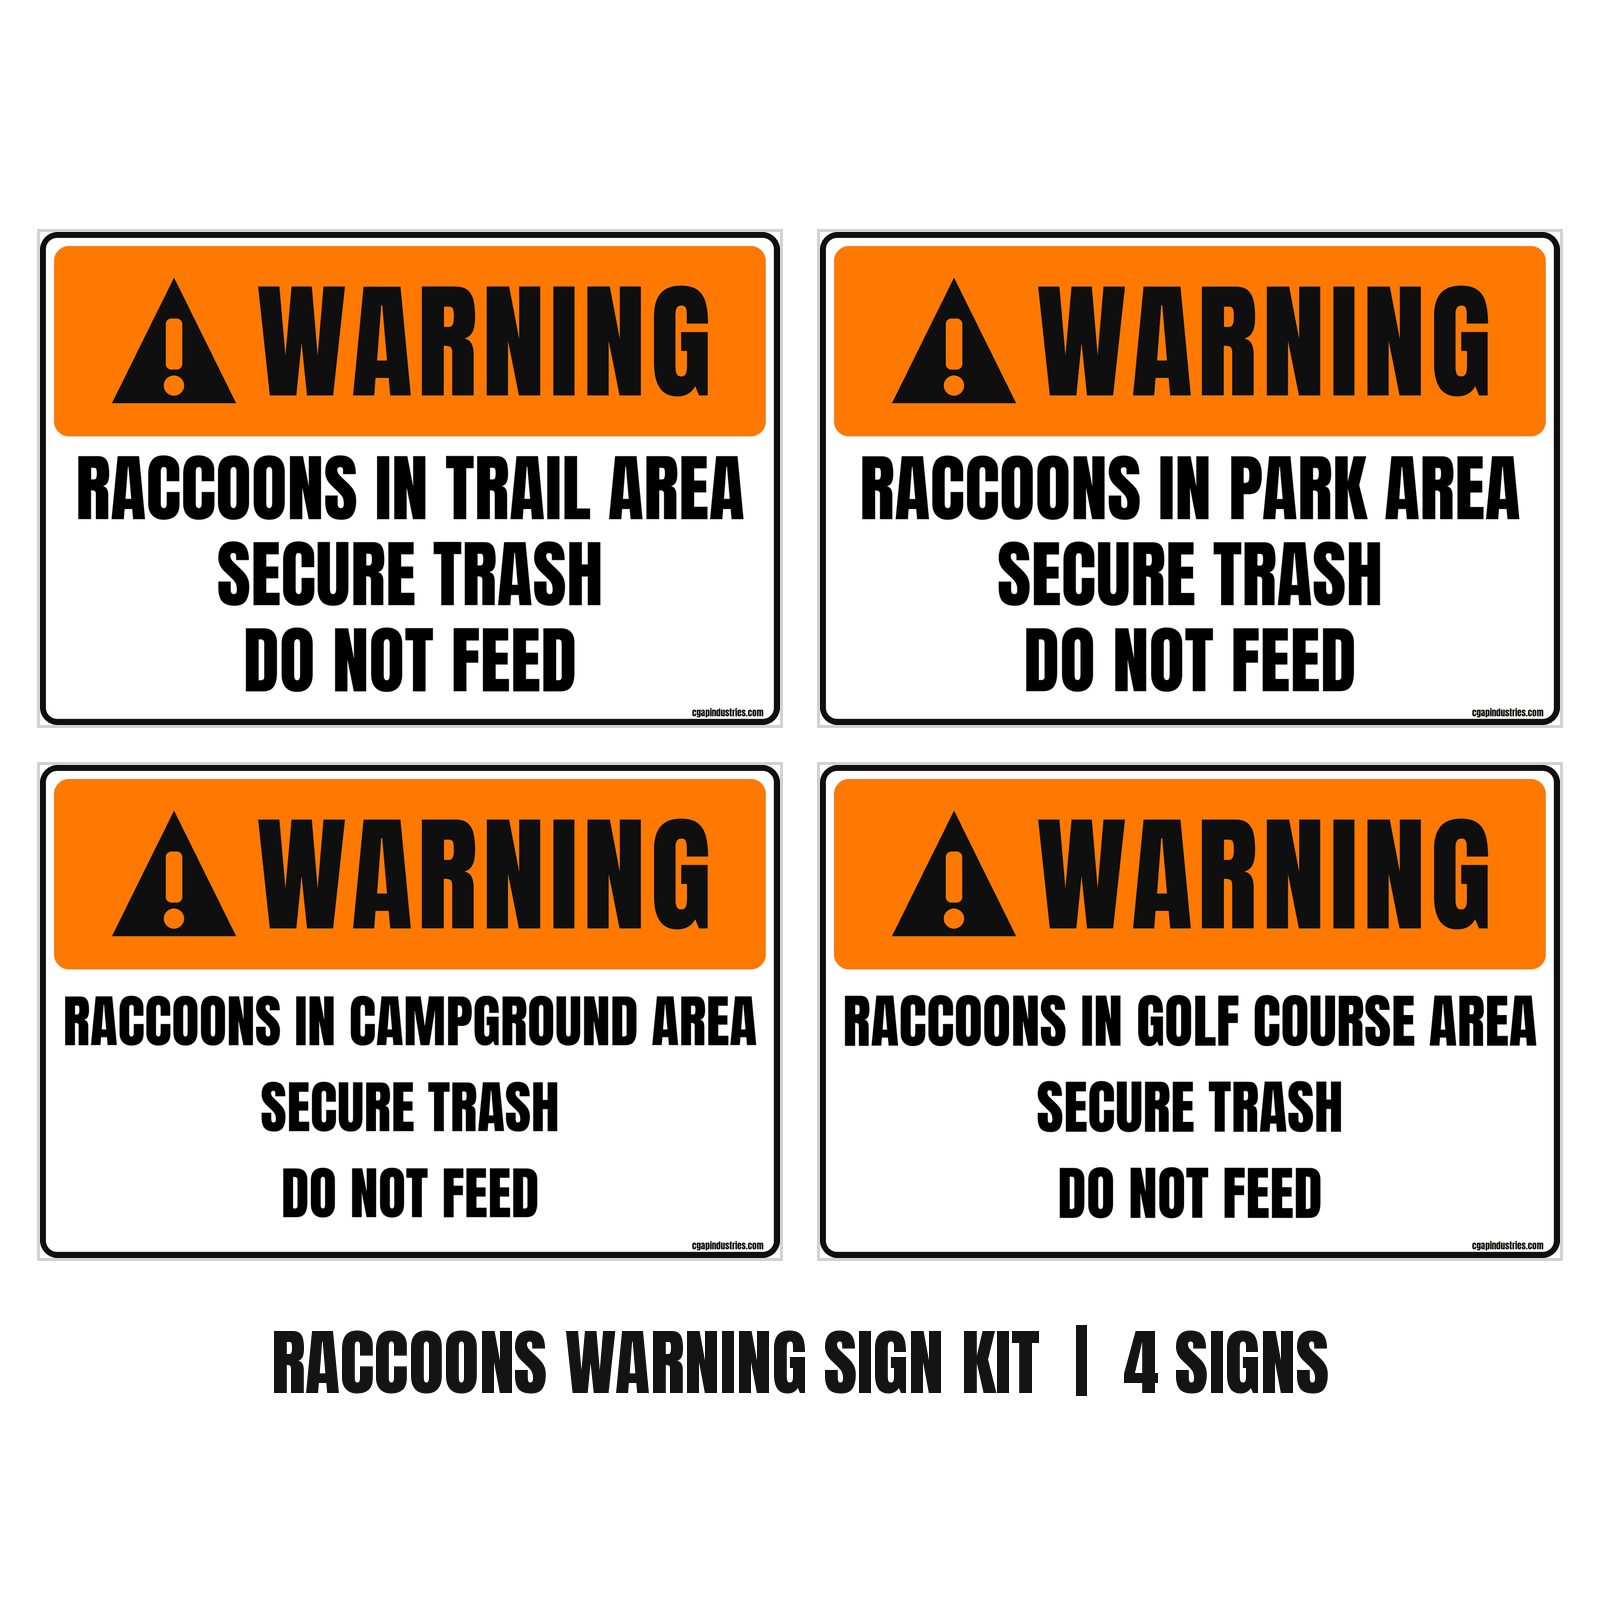 WARNING
RACCOONS IN TRAIL AREA
SECURE TRASH
DO NOT FEED
cgapindustries.com
WARNING
RACCOONS IN PARK AREA
SECURE TRASH
DO NOT FEED
cgapindustries.com
WARNING
RACCOONS IN CAMPGROUND AREA
SECURE TRASH
DO NOT FEED
cgapindustries.com
WARNING
RACCOONS IN GOLF COURSE AREA
SECURE TRASH
DO NOT FEED
cgapindustries.com
RACCOONS WARNING SIGN KIT | 4 SIGNS